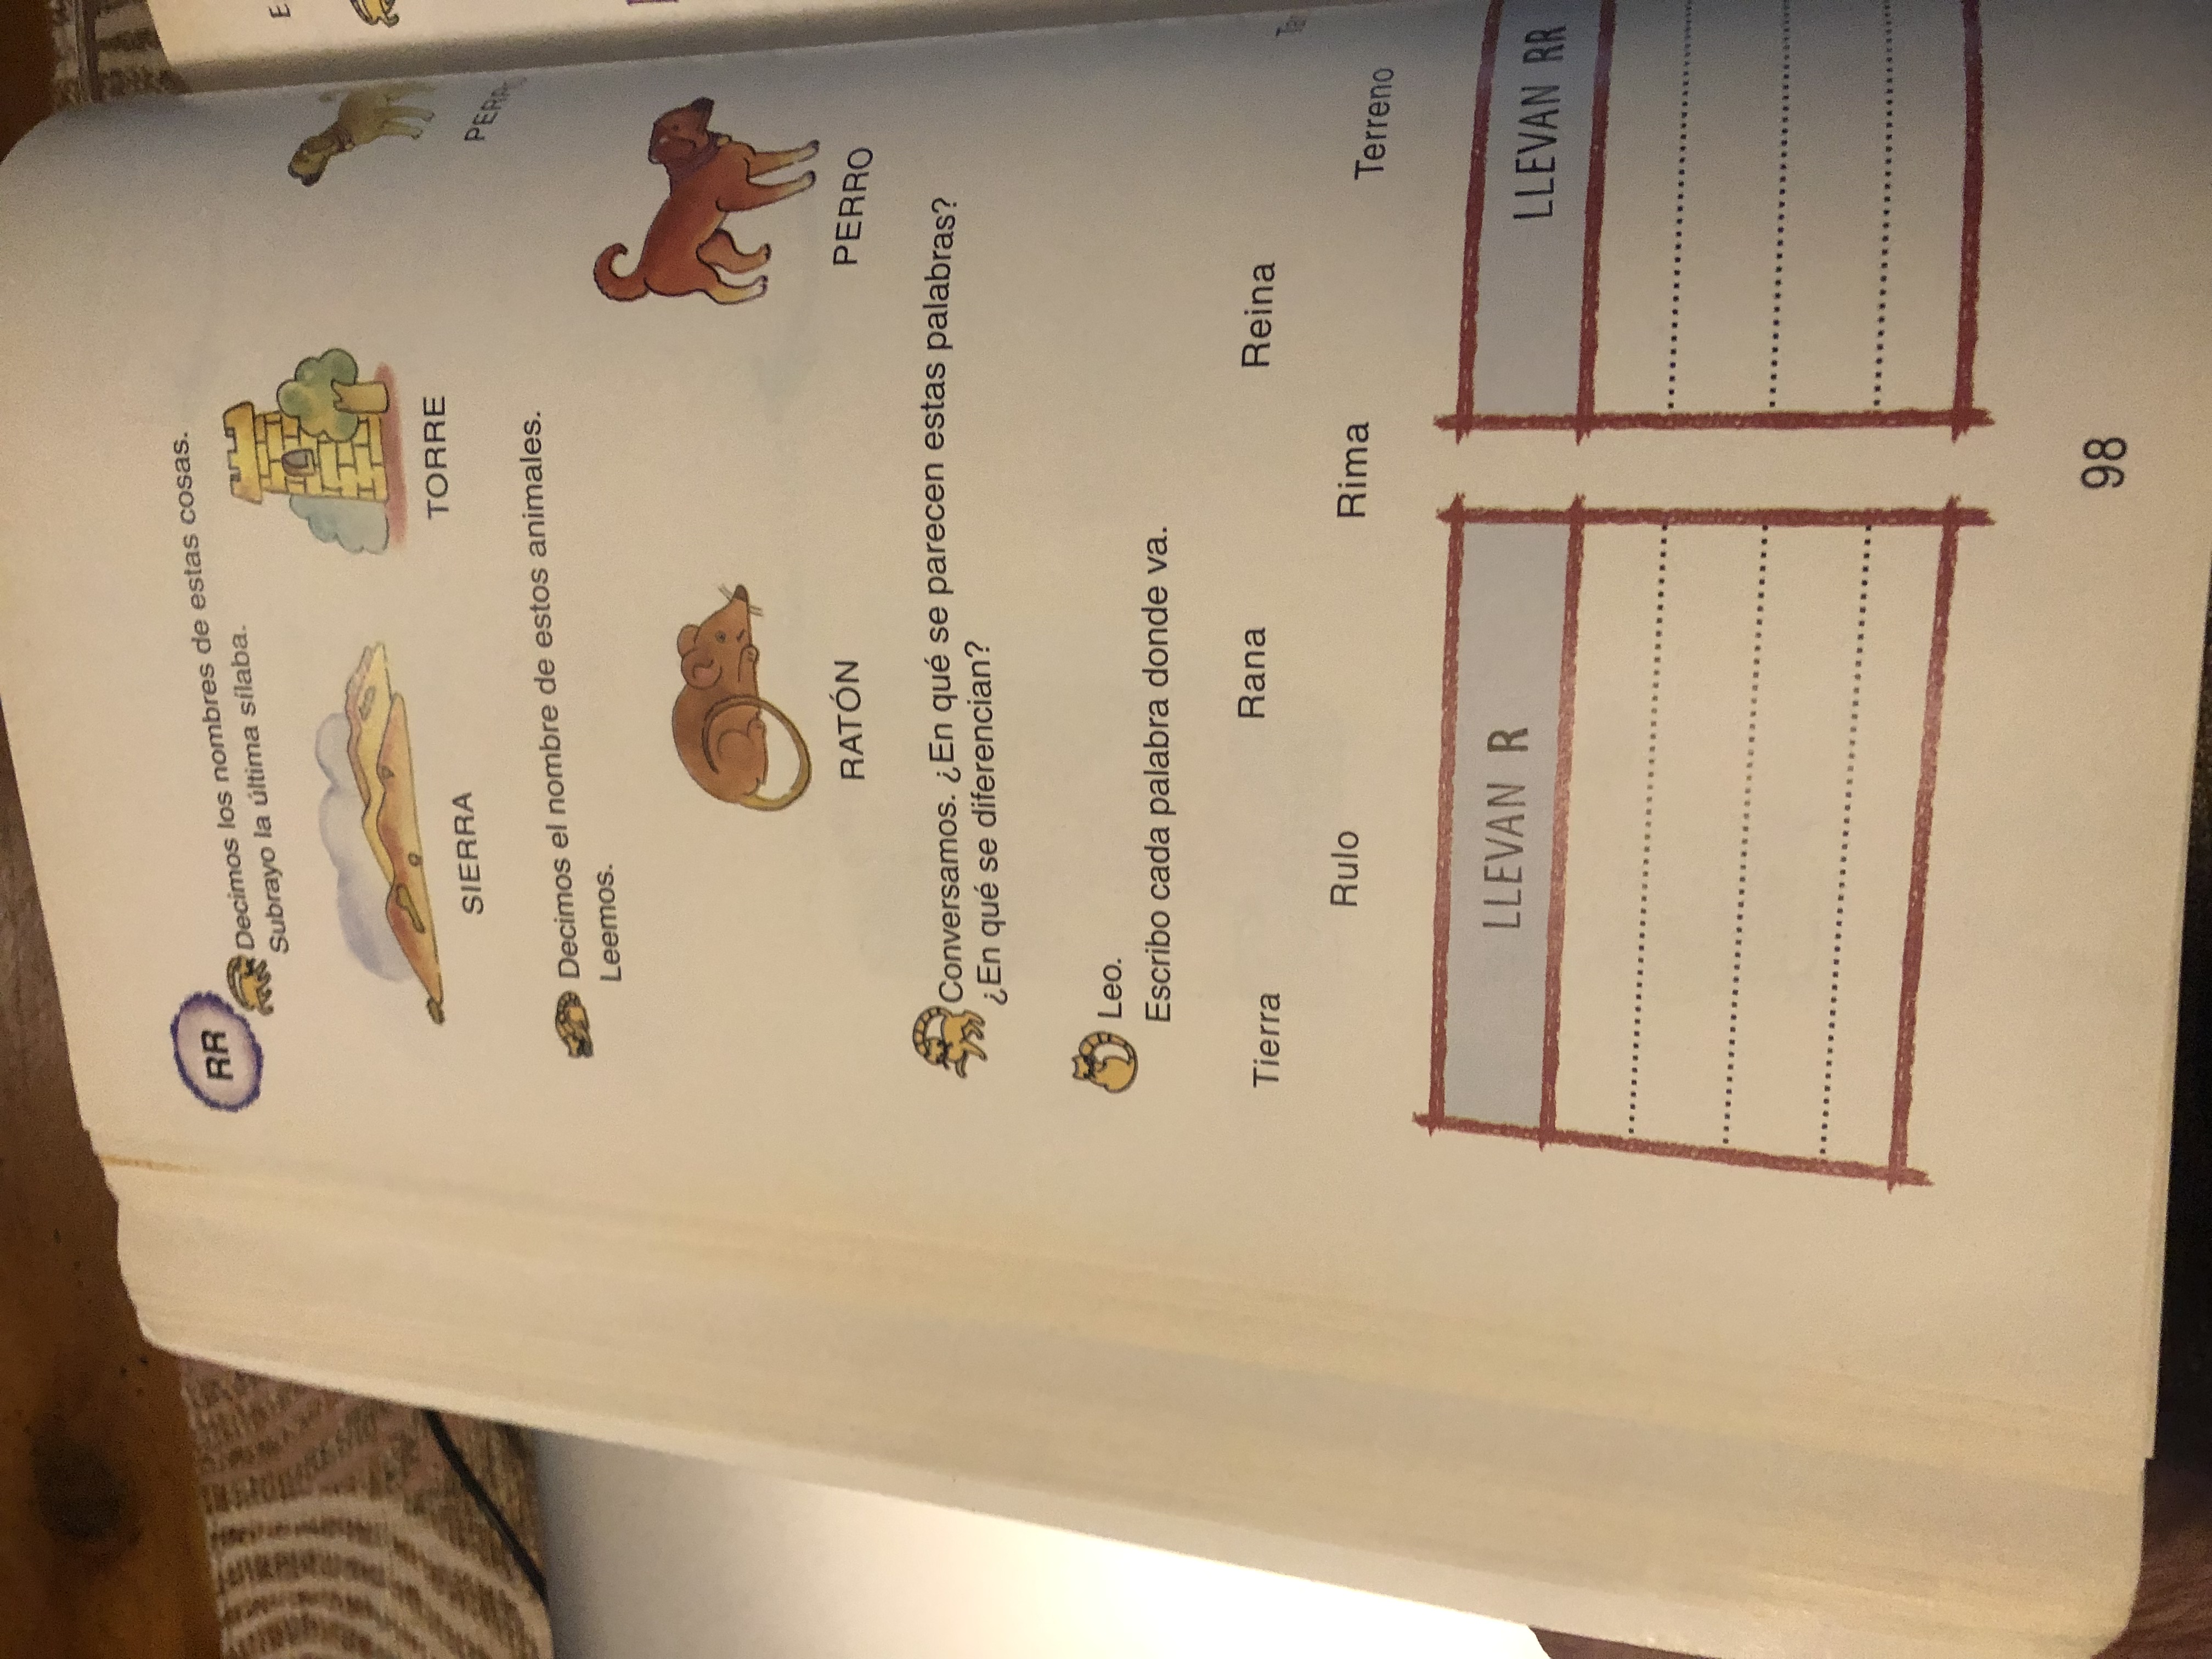 RR
Decimos los nombres de estas cosas.
Subrayo la última sílaba.
SIERRA TORRE
Decimos el nombre de estos animales.
Leemos.
RATÓN PERRO
Conversamos. ¿En qué se parecen estas palabras?
¿En qué se diferencian?
Leo.
Escribo cada palabra donde va.
Tierra Rana Reina
Rulo Rima Terreno
LLEVAN R LLEVAN RR
98